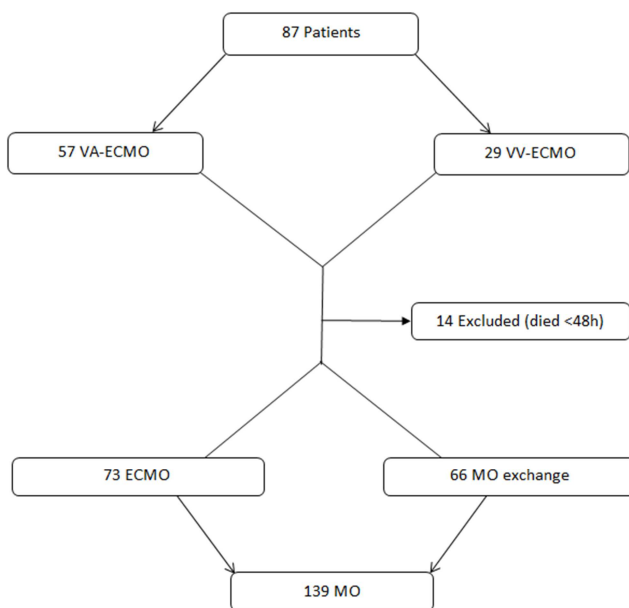 87 Patients
57 VA-ECMO
29 VV-ECMO
14 Excluded (died <48h)
73 ECMO
66 MO exchange
139 MO